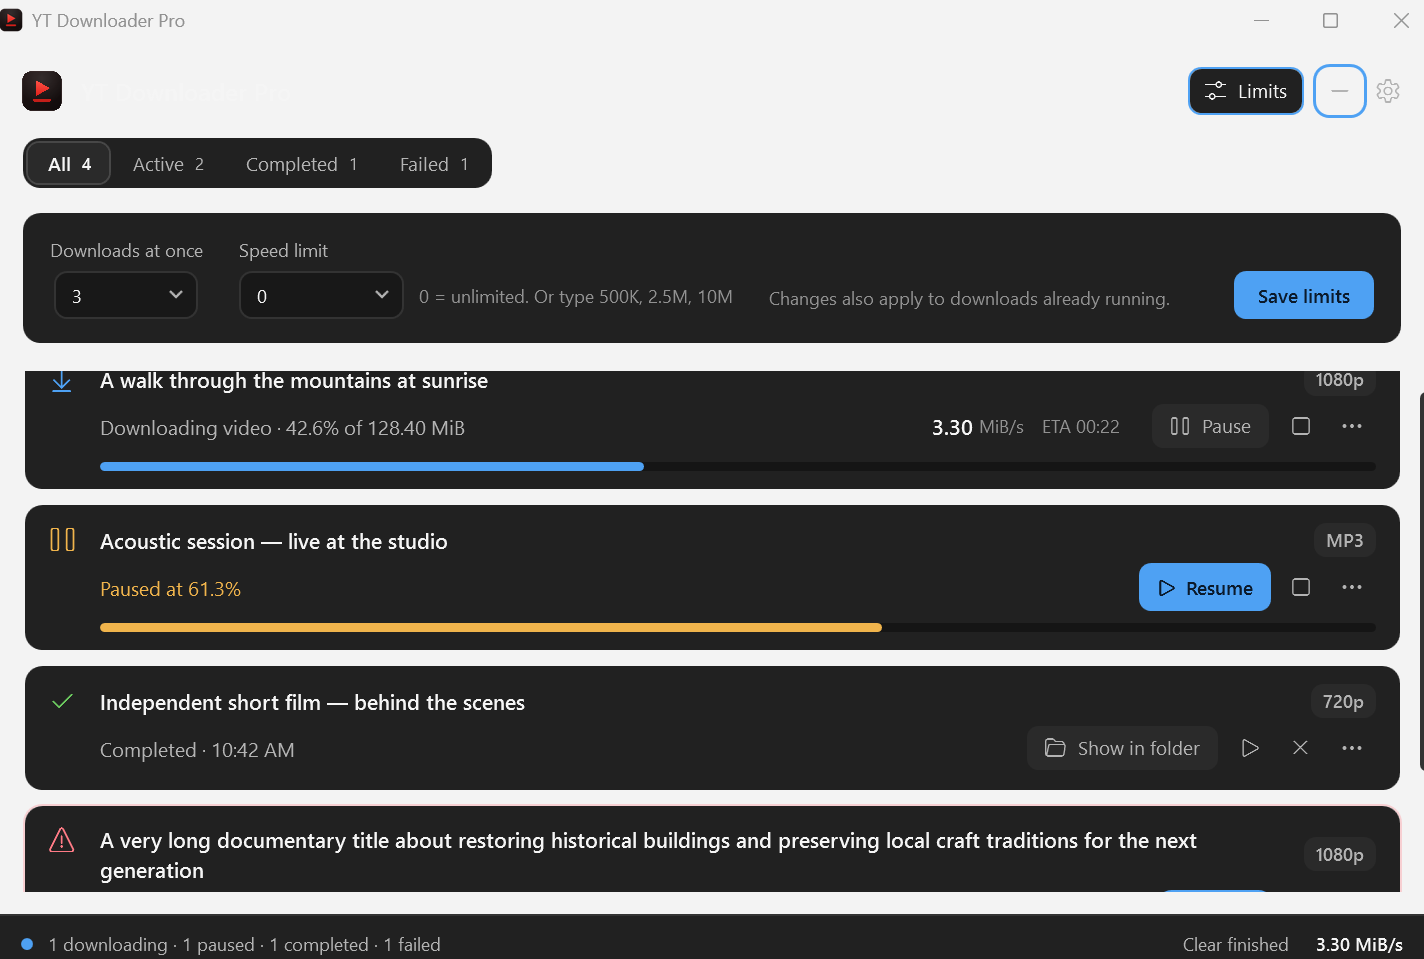 YT Downloader Pro
YT Downloader Pro
Limits
All 4 Active 2 Completed 1 Failed 1
Downloads at once Speed limit
3 0 0 = unlimited. Or type 500K, 2.5M, 10M Changes also apply to downloads already running. Save limits
A walk through the mountains at sunrise 1080p
Downloading video · 42.6% of 128.40 MiB 3.30 MiB/s ETA 00:22 Pause
Acoustic session — live at the studio MP3
Paused at 61.3% Resume
Independent short film — behind the scenes 720p
Completed · 10:42 AM Show in folder
A very long documentary title about restoring historical buildings and preserving local craft traditions for the next
generation 1080p
1 downloading · 1 paused · 1 completed · 1 failed Clear finished 3.30 MiB/s